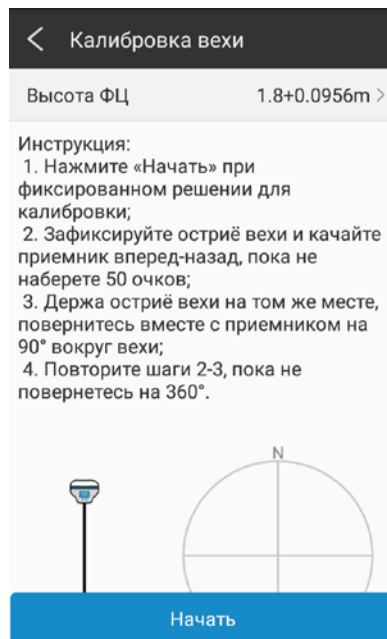 Калибровка вехи
Высота ФЦ 1.8+0.0956m >
Инструкция:
1. Нажмите «Начать» при
фиксированном решении для
калибровки;
2. Зафиксируйте остриё вехи и качайте
приемник вперед-назад, пока не
наберете 50 очков;
3. Держа остриё вехи на том же месте,
повернитесь вместе с приемником на
90° вокруг вехи;
4. Повторите шаги 2-3, пока не
повернетесь на 360°.
N
Начать